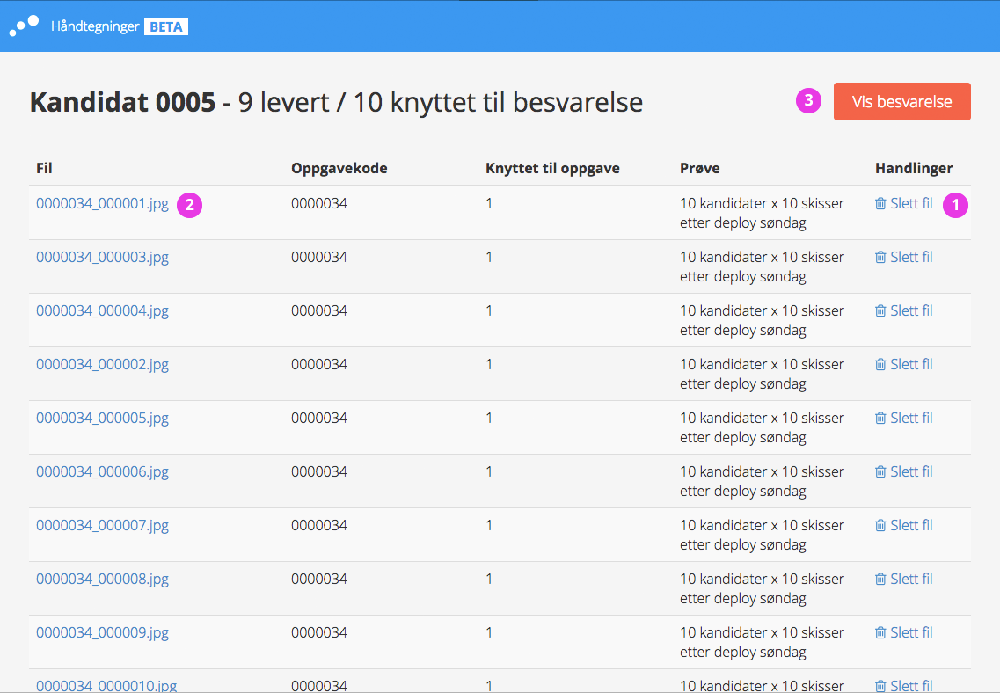 Håndtegninger BETA
Kandidat 0005 - 9 levert / 10 knyttet til besvarelse 3 Vis besvarelse
Fil Oppgavekode Knyttet til oppgave Prøve Handlinger
0000034_000001.jpg 2 0000034 1 10 kandidater x 10 skisser Slett fil 1
etter deploy søndag
0000034_000003.jpg 0000034 1 10 kandidater x 10 skisser Slett fil
etter deploy søndag
0000034_000004.jpg 0000034 1 10 kandidater x 10 skisser Slett fil
etter deploy søndag
0000034_000002.jpg 0000034 1 10 kandidater x 10 skisser Slett fil
etter deploy søndag
0000034_000005.jpg 0000034 1 10 kandidater x 10 skisser Slett fil
etter deploy søndag
0000034_000006.jpg 0000034 1 10 kandidater x 10 skisser Slett fil
etter deploy søndag
0000034_000007.jpg 0000034 1 10 kandidater x 10 skisser Slett fil
etter deploy søndag
0000034_000008.jpg 0000034 1 10 kandidater x 10 skisser Slett fil
etter deploy søndag
0000034_000009.jpg 0000034 1 10 kandidater x 10 skisser Slett fil
etter deploy søndag
0000034_0000010.jpg 0000034 1 10 kandidater x 10 skisser Slett fil